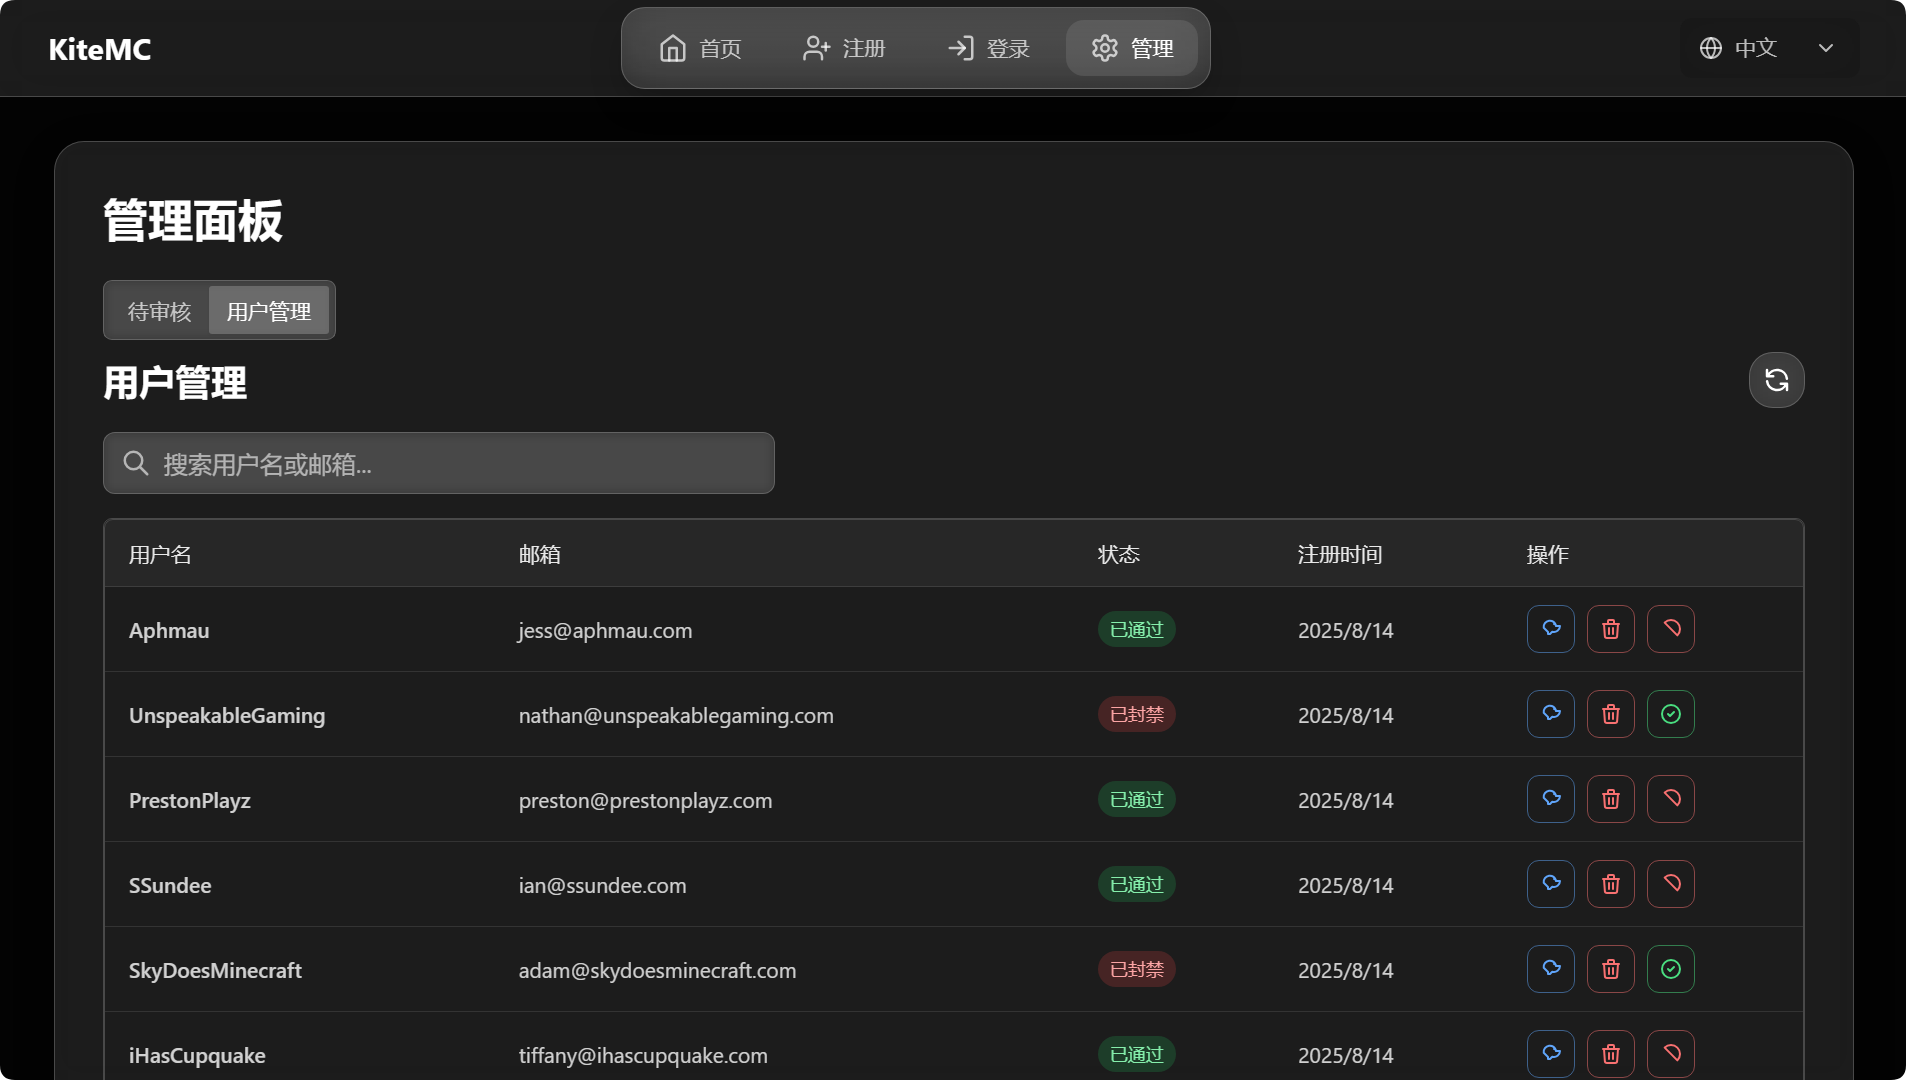 KiteMC
首页 注册 登录 管理
中文
管理面板
待审核 用户管理
用户管理
搜索用户名或邮箱...
用户名 邮箱 状态 注册时间 操作
Aphmau jess@aphmau.com 已通过 2025/8/14
UnspeakableGaming nathan@unspeakablegaming.com 已封禁 2025/8/14
PrestonPlayz preston@prestonplayz.com 已通过 2025/8/14
SSundee ian@ssundee.com 已通过 2025/8/14
SkyDoesMinecraft adam@skydoesminecraft.com 已封禁 2025/8/14
iHasCupquake tiffany@ihascupquake.com 已通过 2025/8/14